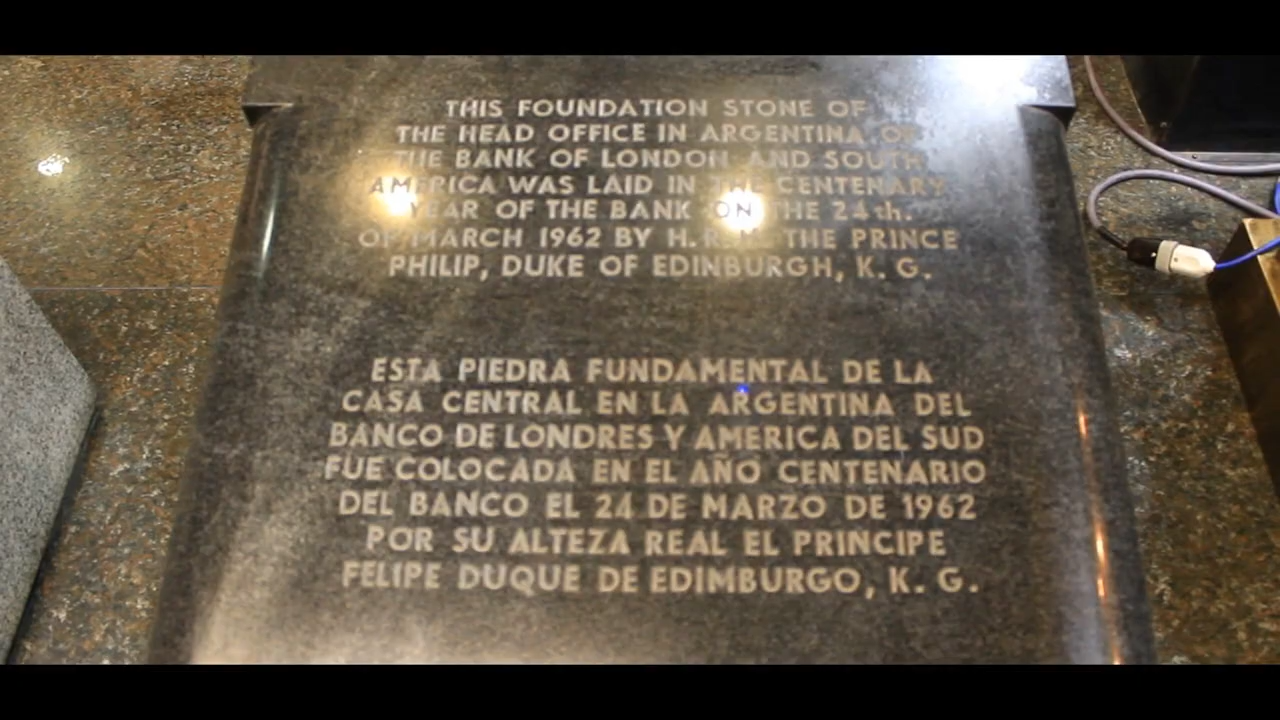 THIS FOUNDATION STONE OF
THE HEAD OFFICE IN ARGENTINA OF
THE BANK OF LONDON AND SOUTH
AMERICA WAS LAID IN THE CENTENARY
YEAR OF THE BANK ON THE 24th.
OF MARCH 1962 BY H.R.H. THE PRINCE
PHILIP, DUKE OF EDINBURGH, K. G.
ESTA PIEDRA FUNDAMENTAL DE LA
CASA CENTRAL EN LA ARGENTINA DEL
BANCO DE LONDRES Y AMERICA DEL SUD
FUE COLOCADA EN EL AÑO CENTENARIO
DEL BANCO EL 24 DE MARZO DE 1962
POR SU ALTEZA REAL EL PRINCIPE
FELIPE DUQUE DE EDIMBURGO, K. G.